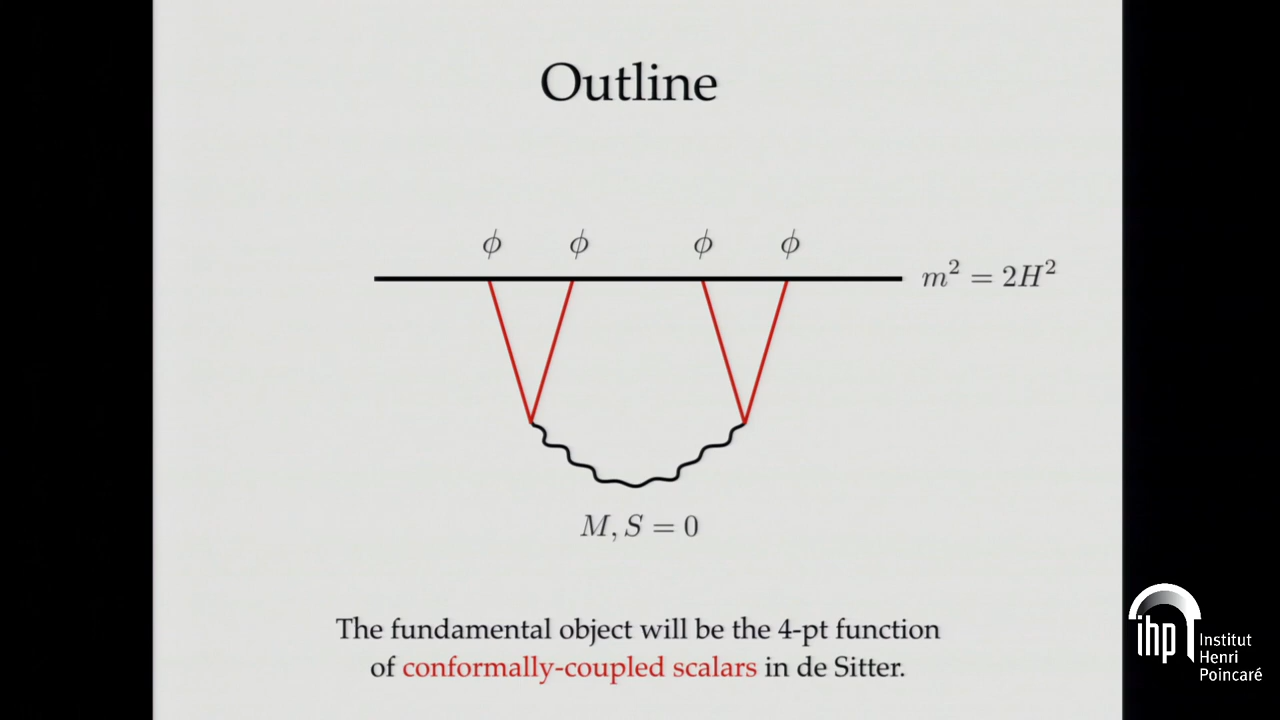 Outline
ϕ ϕ ϕ ϕ
m² = 2H²
M, S = 0
The fundamental object will be the 4-pt function
of conformally-coupled scalars in de Sitter.
ihp Institut
Henri
Poincaré